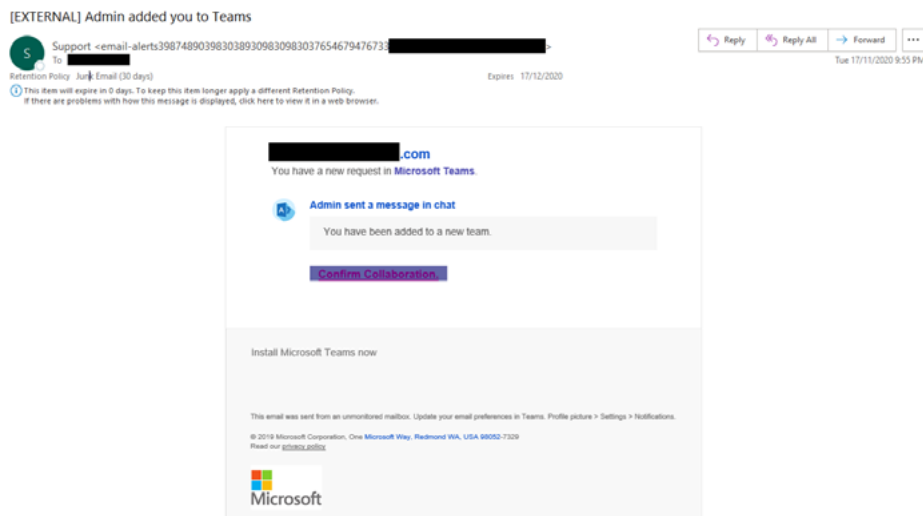 [EXTERNAL] Admin added you to Teams
S
Support <email-alerts3987489039830389309830983037654679476733 >
To
Reply
Reply All
Forward
...
Tue 17/11/2020 9:55 PM
Retention Policy Junk Email (30 days)
Expires 17/12/2020
This item will expire in 0 days. To keep this item longer apply a different Retention Policy.
If there are problems with how this message is displayed, click here to view it in a web browser.
.com
You have a new request in Microsoft Teams.
Admin sent a message in chat
You have been added to a new team.
Confirm Collaboration.
Install Microsoft Teams now
This email was sent from an unmonitored mailbox. Update your email preferences in Teams. Profile picture > Settings > Notifications.
© 2019 Microsoft Corporation, One Microsoft Way, Redmond WA, USA 98052-7329
Read our privacy policy
Microsoft